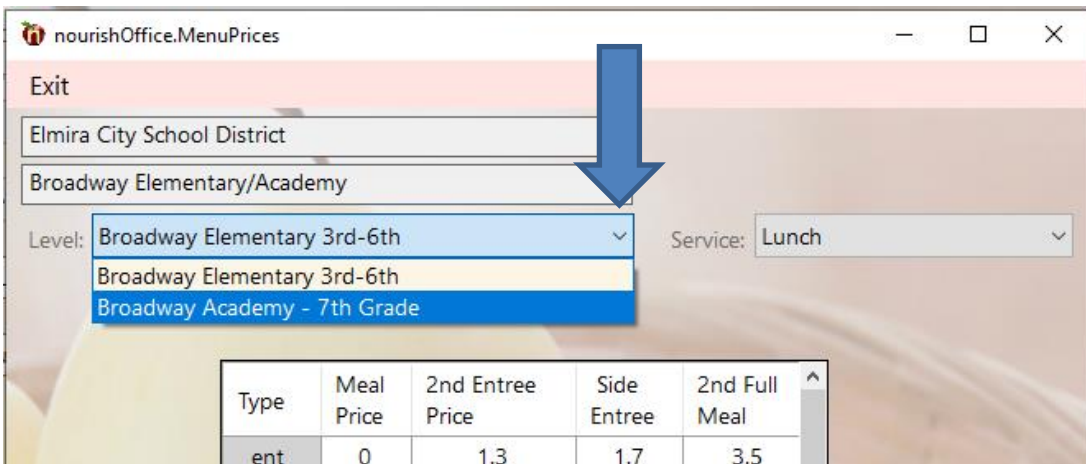 nourishOffice.MenuPrices
Exit
Elmira City School District
Broadway Elementary/Academy
Level: Broadway Elementary 3rd-6th Service: Lunch
Broadway Elementary 3rd-6th
Broadway Academy - 7th Grade
Type Meal Price 2nd Entree Price Side Entree 2nd Full Meal
ent 0 1.3 1.7 3.5